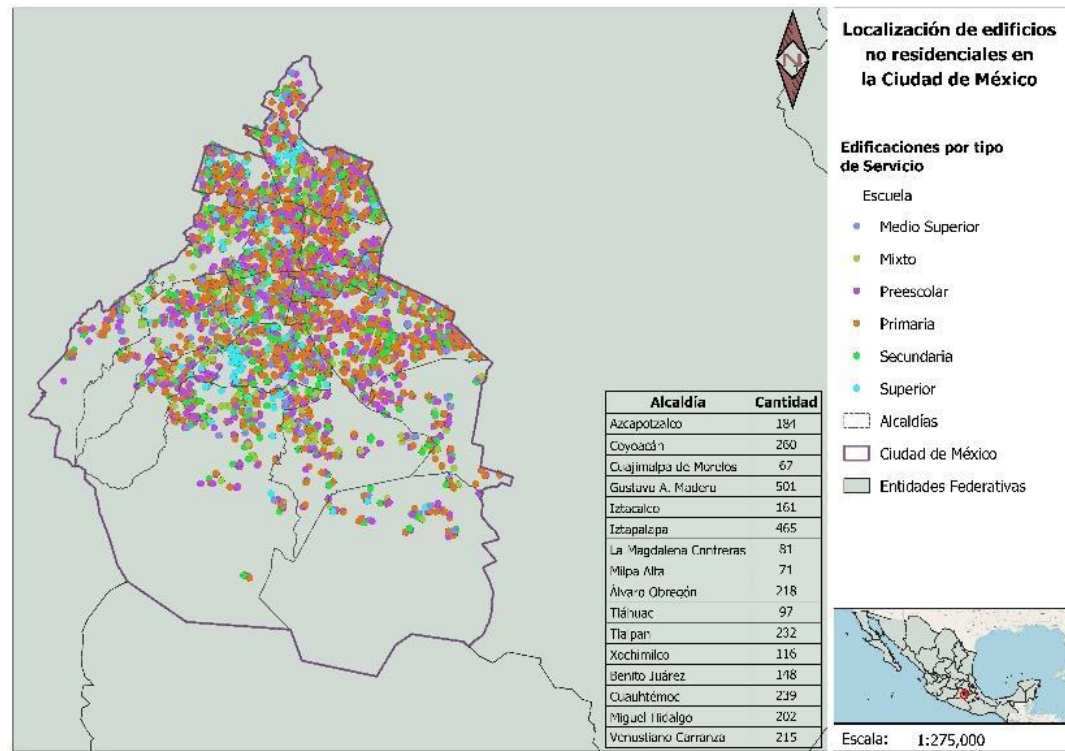 N
Localización de edificios
no residenciales en
la Ciudad de México
Edificaciones por tipo
de Servicio
Escuela
Medio Superior
Mixto
Preescolar
Primaria
Secundaria
Superior
Alcaldías
Ciudad de México
Entidades Federativas
Alcaldía Cantidad
Azcapotzalco 184
Coyoacán 260
Cuajimalpa de Morelos 67
Gustavo A. Madero 501
Iztacalco 161
Iztapalapa 465
La Magdalena Contreras 81
Milpa Alta 71
Álvaro Obregón 218
Tláhuac 97
Tlalpan 232
Xochimilco 116
Benito Juárez 148
Cuauhtémoc 239
Miguel Hidalgo 202
Venustiano Carranza 215
Escala: 1:275,000